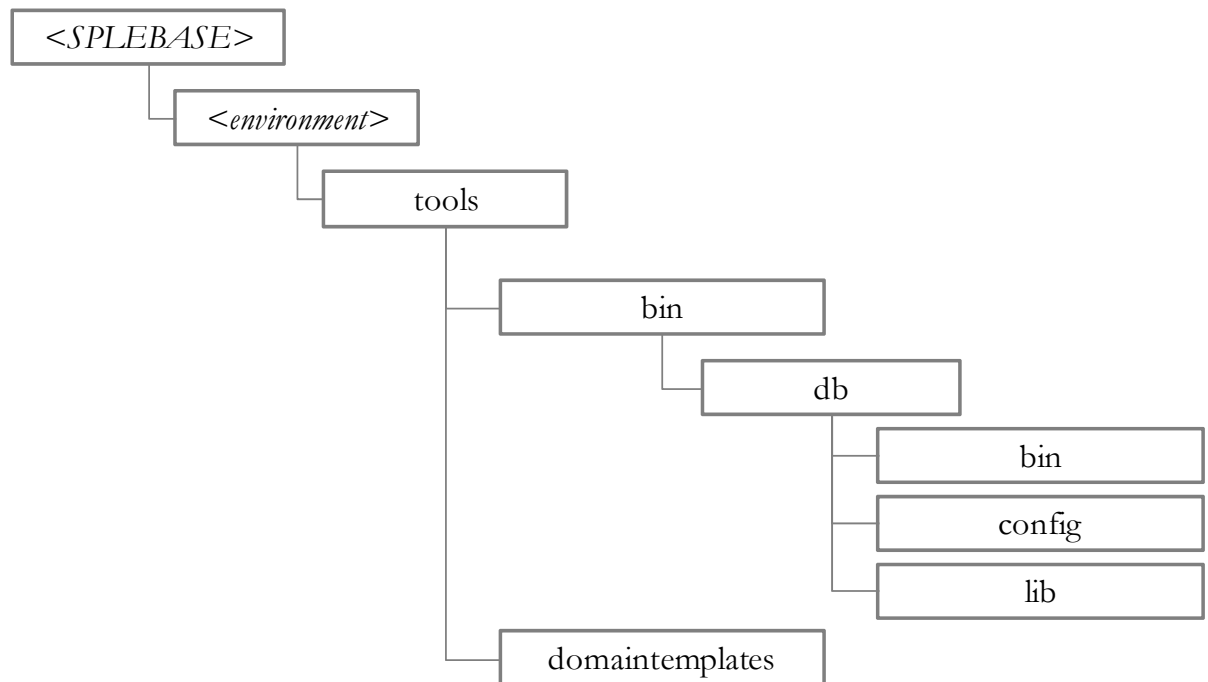 <SPLEBASE>
<environment>
tools
bin
db
bin
config
lib
domaintemplates